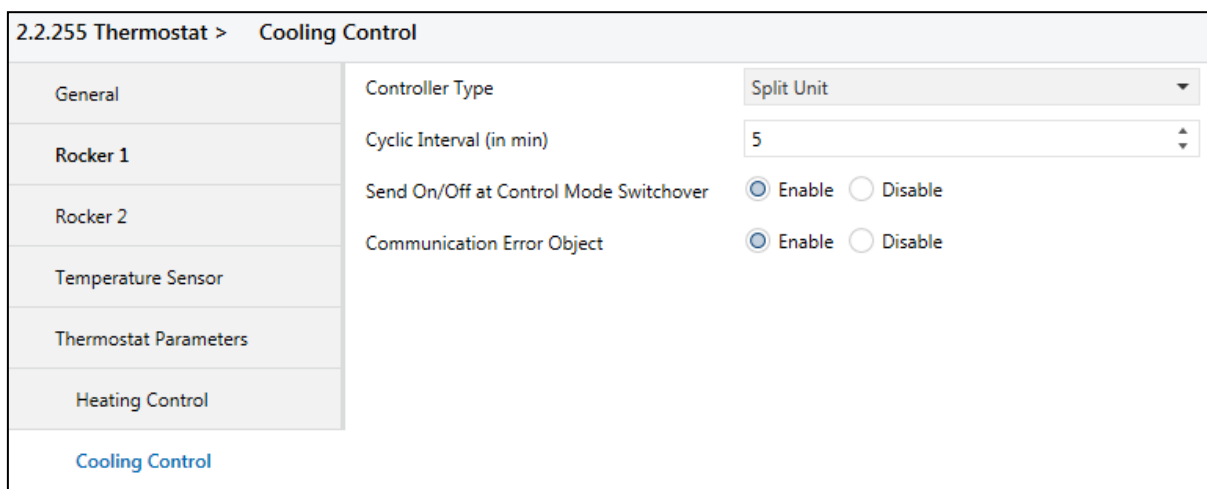 2.2.255 Thermostat > Cooling Control
General
Rocker 1
Rocker 2
Temperature Sensor
Thermostat Parameters
Heating Control
Cooling Control
Controller Type Split Unit
Cyclic Interval (in min) 5
Send On/Off at Control Mode Switchover Enable Disable
Communication Error Object Enable Disable